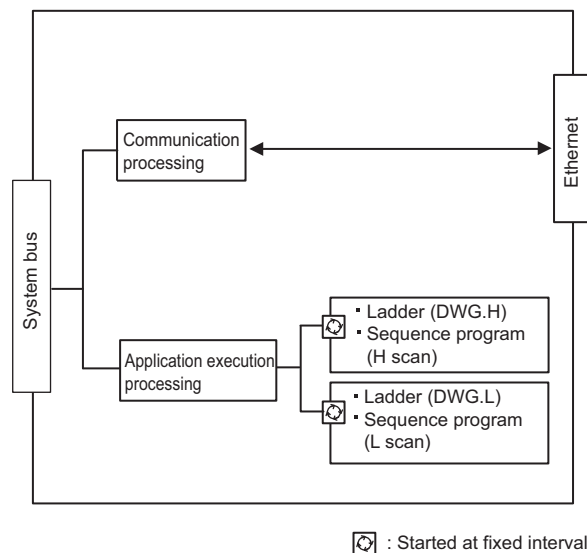 Communication
processing
Ethernet
System bus
Application execution
processing
・Ladder (DWG.H)
・Sequence program
(H scan)
・Ladder (DWG.L)
・Sequence program
(L scan)
: Started at fixed interval